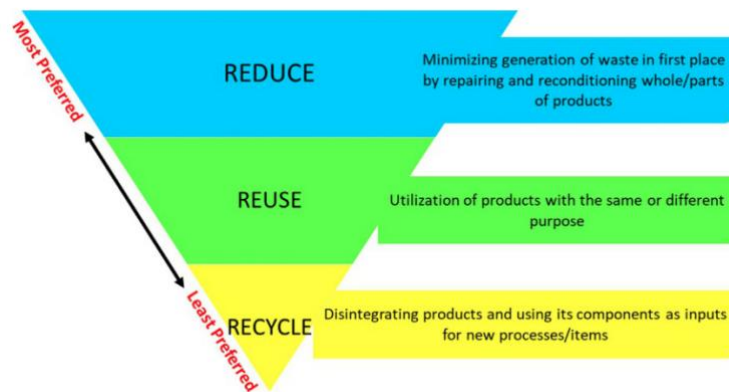 Most Preferred
REDUCE
Minimizing generation of waste in first place
by repairing and reconditioning whole/parts
of products
REUSE
Utilization of products with the same or different
purpose
Least Preferred
RECYCLE
Disintegrating products and using its components as inputs
for new processes/items